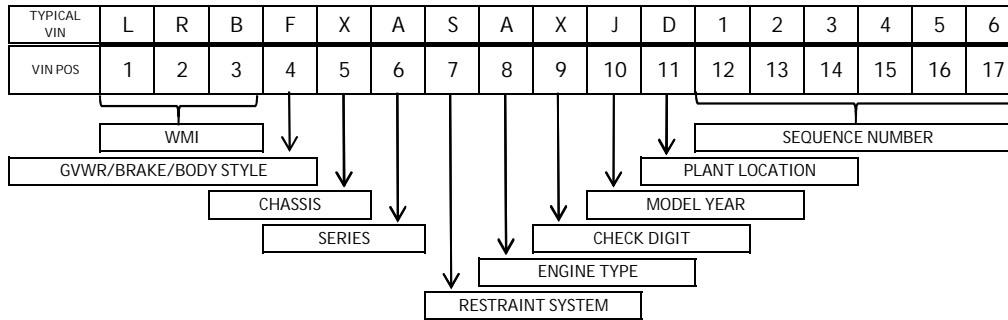 TYPICAL VIN L R B F X A S A X J D 1 2 3 4 5 6
VIN POS 1 2 3 4 5 6 7 8 9 10 11 12 13 14 15 16 17
WMI SEQUENCE NUMBER
GVWR/BRAKE/BODY STYLE PLANT LOCATION
CHASSIS MODEL YEAR
SERIES CHECK DIGIT
ENGINE TYPE
RESTRAINT SYSTEM